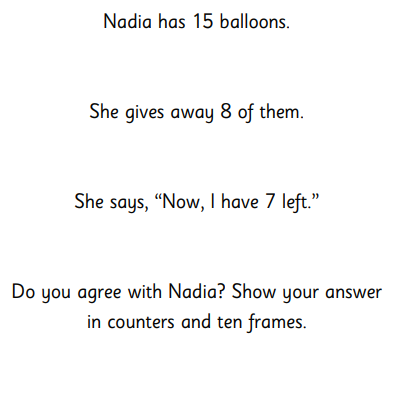 Nadia has 15 balloons.
She gives away 8 of them.
She says, “Now, I have 7 left.”
Do you agree with Nadia? Show your answer
in counters and ten frames.